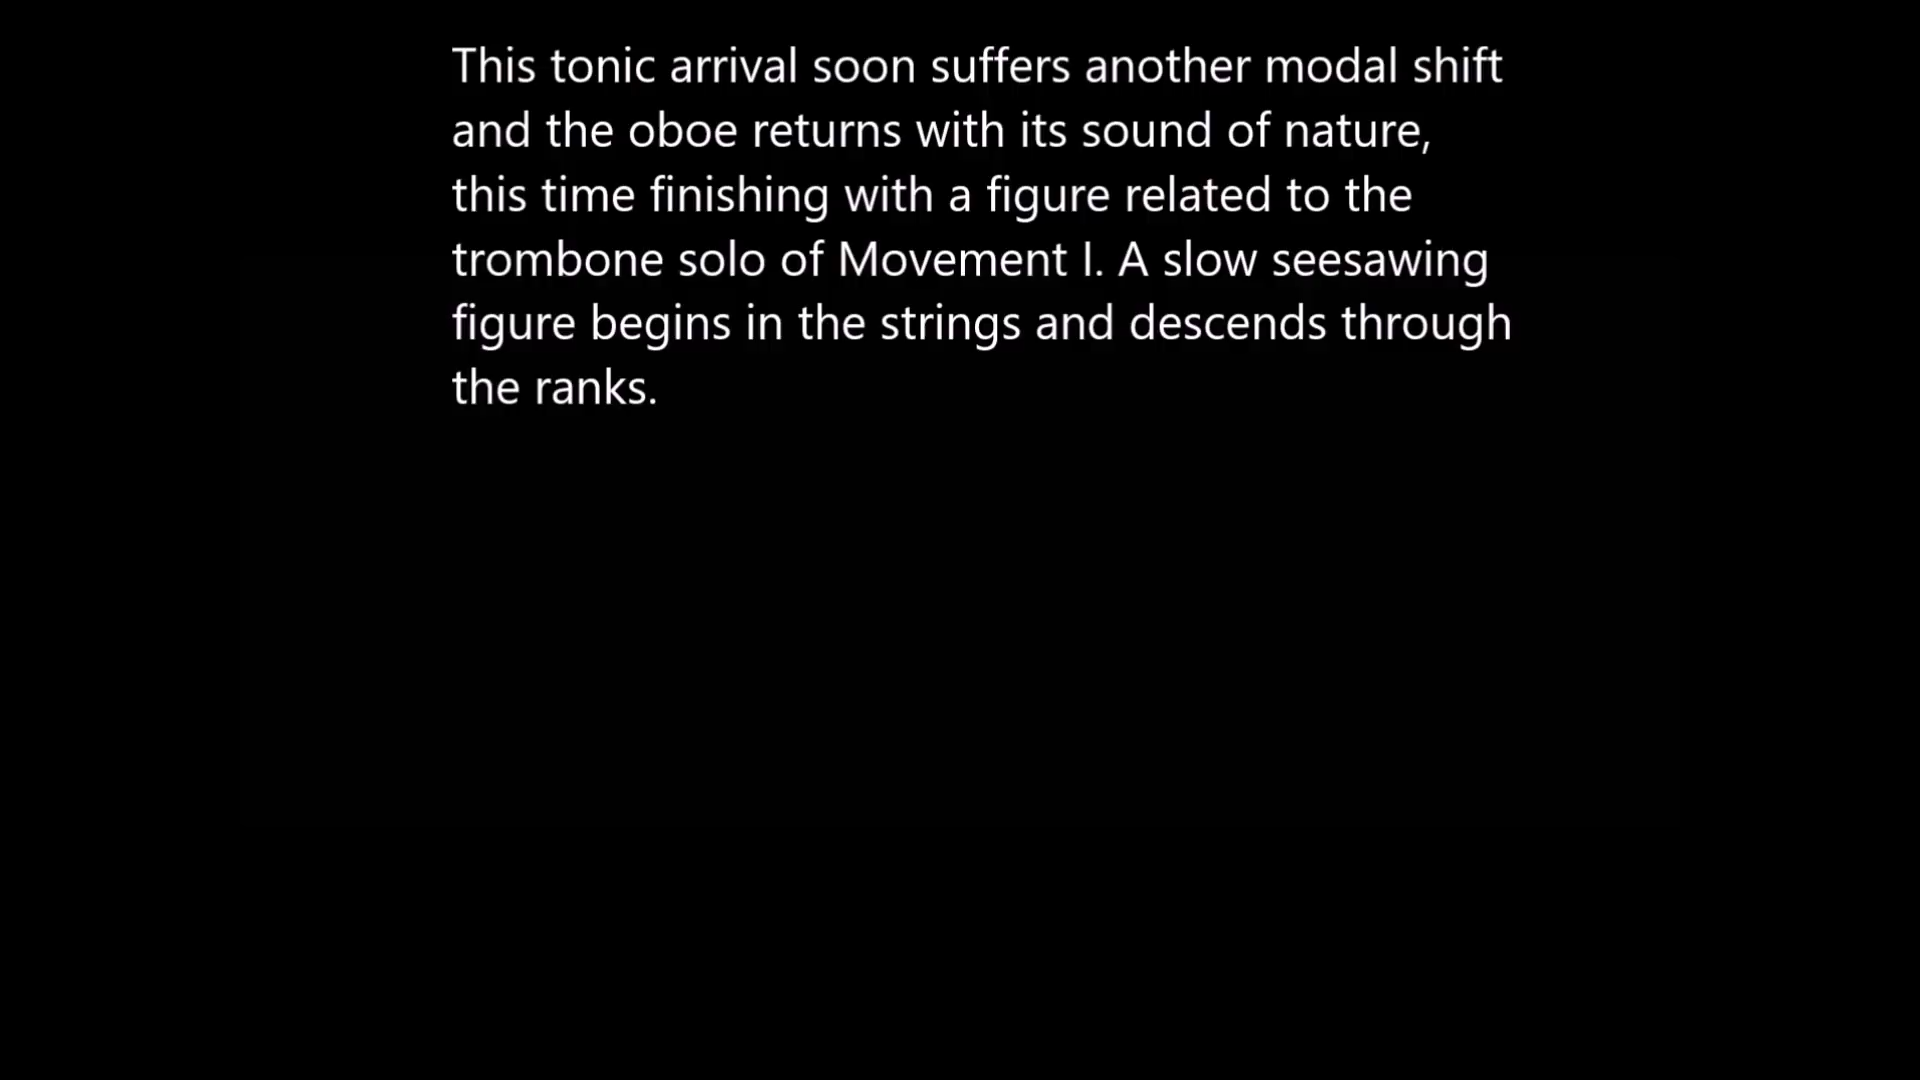 This tonic arrival soon suffers another modal shift
and the oboe returns with its sound of nature,
this time finishing with a figure related to the
trombone solo of Movement I. A slow seesawing
figure begins in the strings and descends through
the ranks.